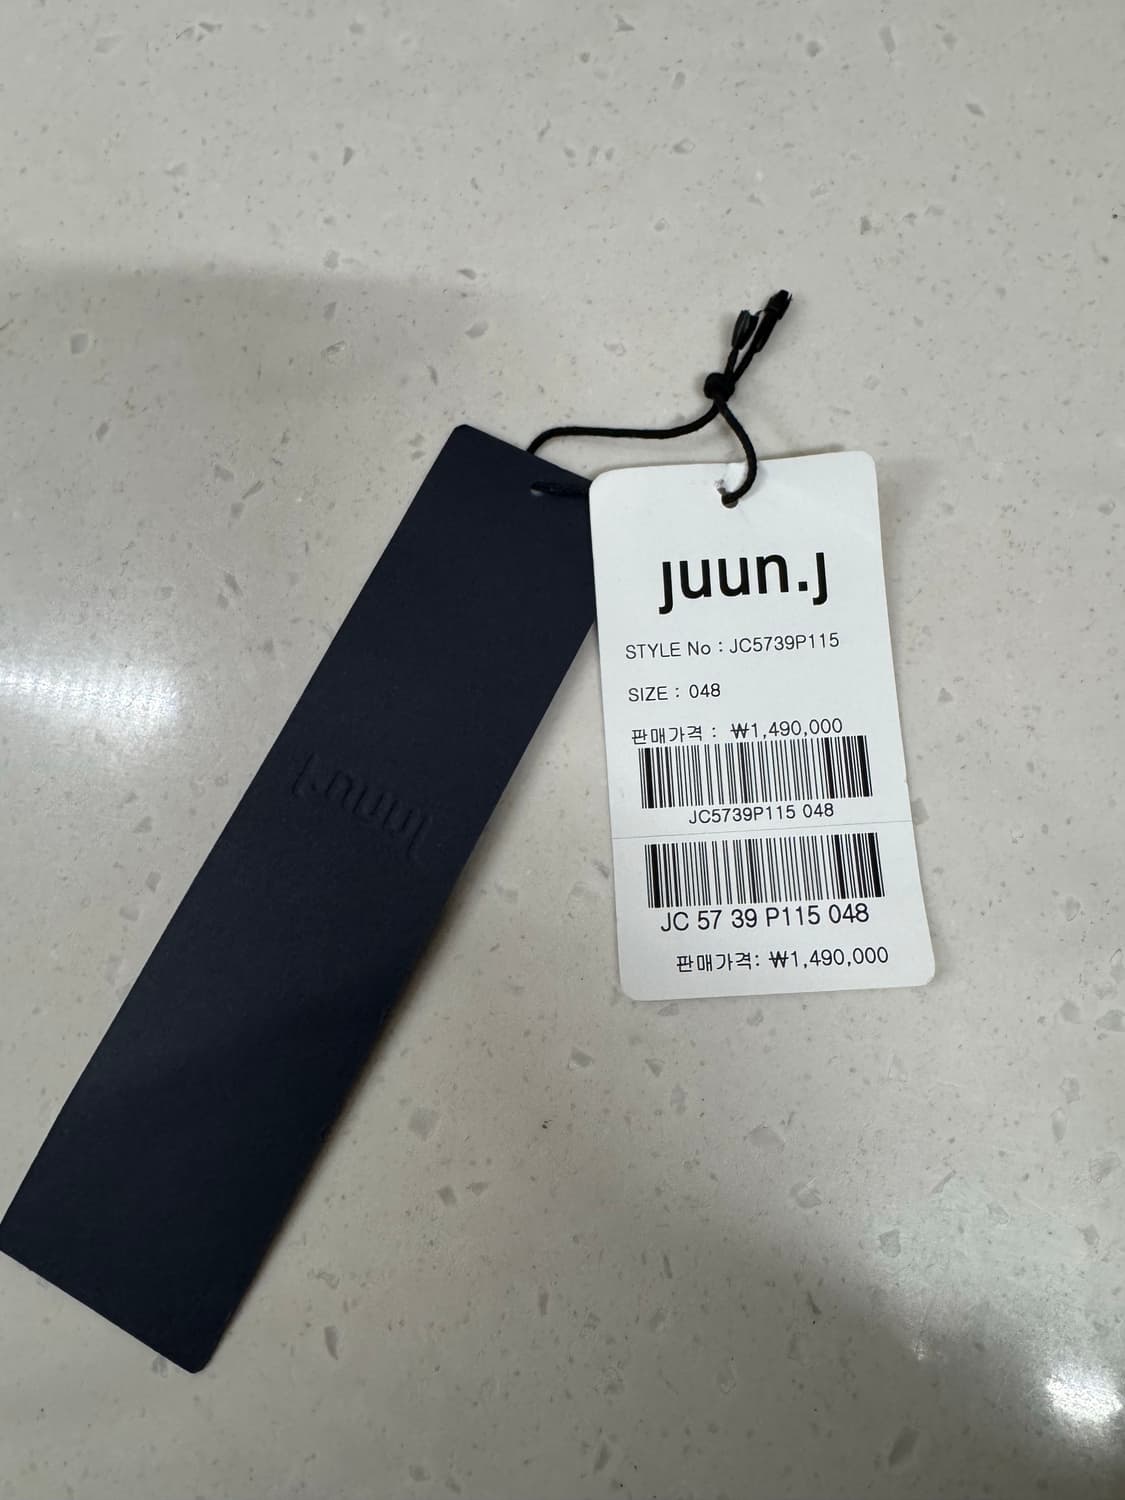 juun.j
STYLE No : JC5739P115
SIZE : 048
판매가격 : ₩1,490,000
JC5739P115 048
JC 57 39 P115 048
판매가격: ₩1,490,000
juun.j